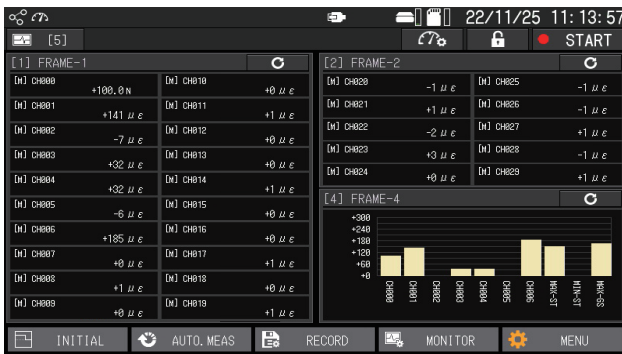 22/11/25 11:13:57
[5]
START
[1] FRAME-1
[M] CH000 +100.0 N
[M] CH001 +141 μ ε
[M] CH002 -7 μ ε
[M] CH003 +32 μ ε
[M] CH004 +32 μ ε
[M] CH005 -6 μ ε
[M] CH006 +185 μ ε
[M] CH007 +0 μ ε
[M] CH008 +1 μ ε
[M] CH009 +0 μ ε
[M] CH010 +0 μ ε
[M] CH011 +1 μ ε
[M] CH012 +0 μ ε
[M] CH013 +0 μ ε
[M] CH014 +1 μ ε
[M] CH015 +0 μ ε
[M] CH016 +0 μ ε
[M] CH017 +1 μ ε
[M] CH018 +0 μ ε
[M] CH019 +1 μ ε
[2] FRAME-2
[M] CH020 -1 μ ε
[M] CH021 +1 μ ε
[M] CH022 -2 μ ε
[M] CH023 +3 μ ε
[M] CH024 +0 μ ε
[M] CH025 -1 μ ε
[M] CH026 -1 μ ε
[M] CH027 +1 μ ε
[M] CH028 -1 μ ε
[M] CH029 +1 μ ε
[4] FRAME-4
+300
+240
+180
+120
+60
+0
CH000
CH001
CH002
CH003
CH004
CH005
CH006
MAX-ST
MIN-ST
MAX-SS
INITIAL
AUTO.MEAS
RECORD
MONITOR
MENU